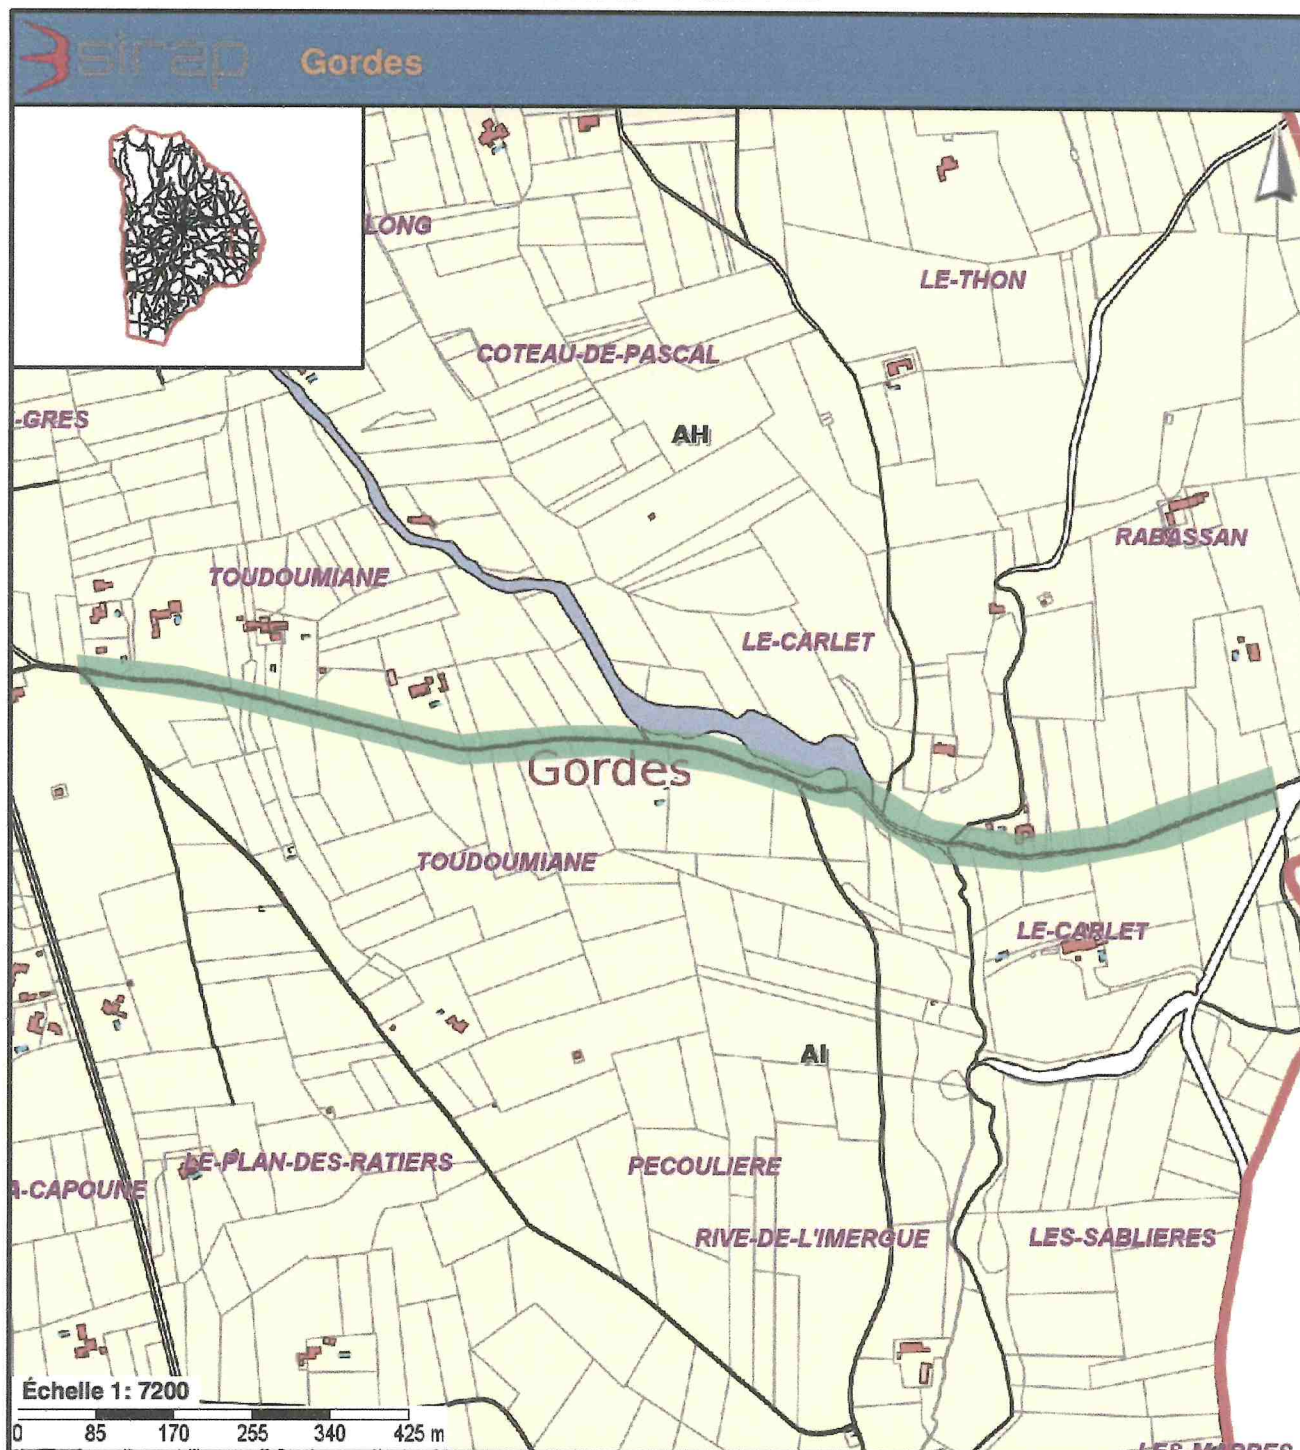 sirap Gordes
LONG
LE-THON
COTEAU-DE-PASCAL
-GRES
AH
RABASSAN
TOUDOUMIANE
LE-CARLET
Gordes
TOUDOUMIANE
LE-CARLET
AI
LE-PLAN-DES-RATIERS
PECOULIERE
A-CAPOUNE
RIVE-DE-L'IMERGUE
LES-SABLIERES
Échelle 1: 7200
0 85 170 255 340 425 m